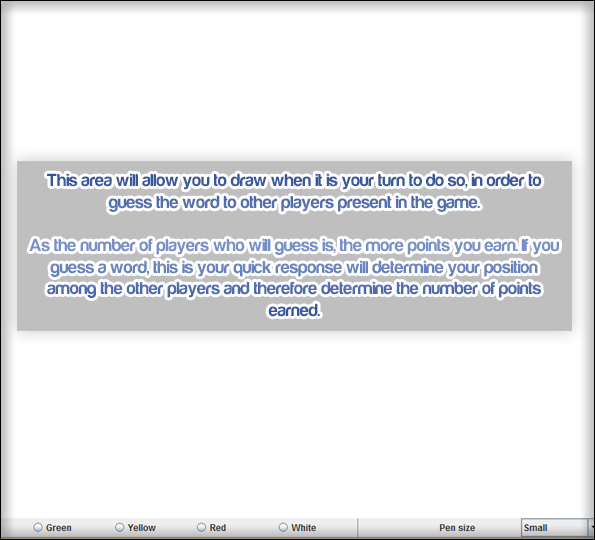 This area will allow you to draw when it is your turn to do so, in order to
guess the word to other players present in the game.
As the number of players who will guess is, the more points you earn. If you
guess a word, this is your quick response will determine your position
among the other players and therefore determine the number of points
earned.
Green Yellow Red White Pen size Small